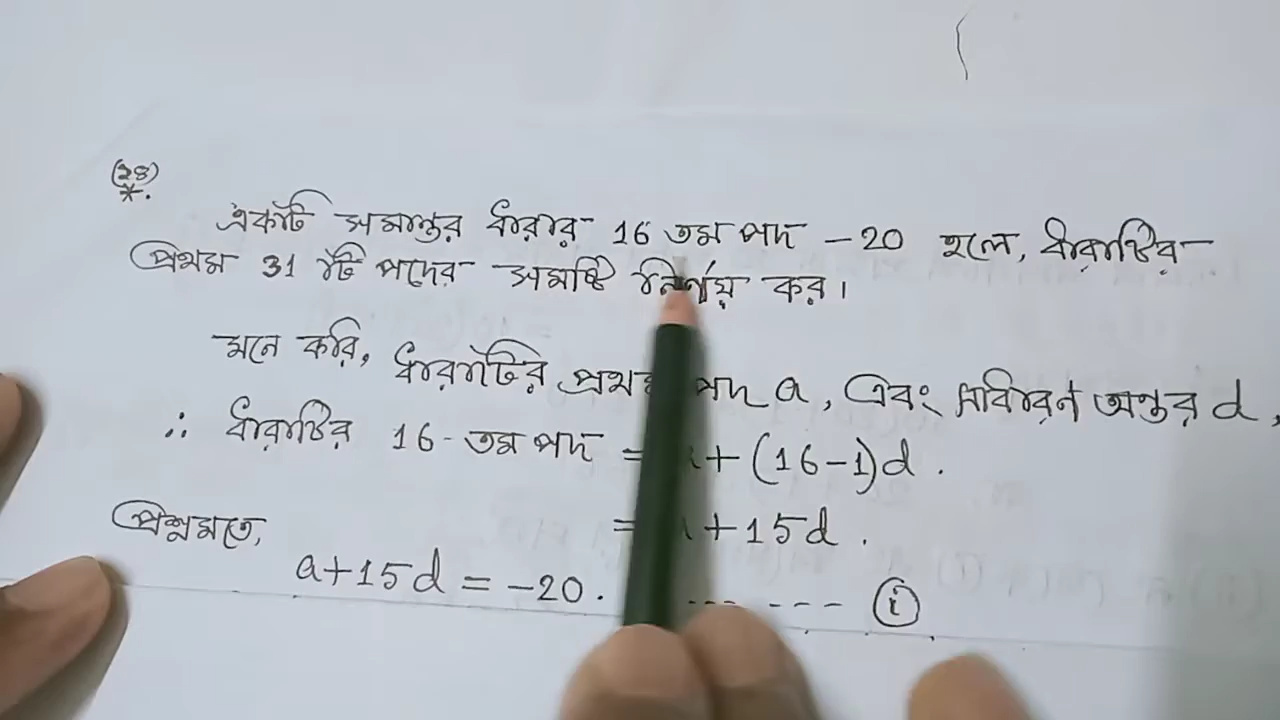 (২৪)
*.
একটি সমান্তর ধারার 16 তম পদ -20 হলে, ধারাটির
প্রথম 31 টি পদের সমষ্টি নির্ণয় কর।
মনে করি, ধারাটির প্রথম পদ a, এবং সাধারণ অন্তর d,
∴ ধারাটির 16-তম পদ = a+(16-1)d.
= a+15d.
প্রশ্নমতে,
a+15d = -20. ------ (i)